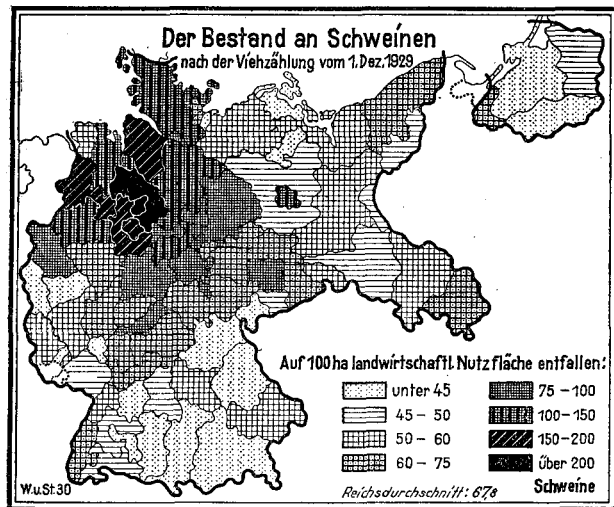 Der Bestand an Schweinen
nach der Viehzählung vom 1. Dez. 1929
Auf 100 ha landwirtschaftl. Nutzfläche entfallen:
unter 45
45 - 50
50 - 60
60 - 75
75 - 100
100 - 150
150 - 200
über 200
Schweine
Reichsdurchschnitt: 67,8
W.u.St.30